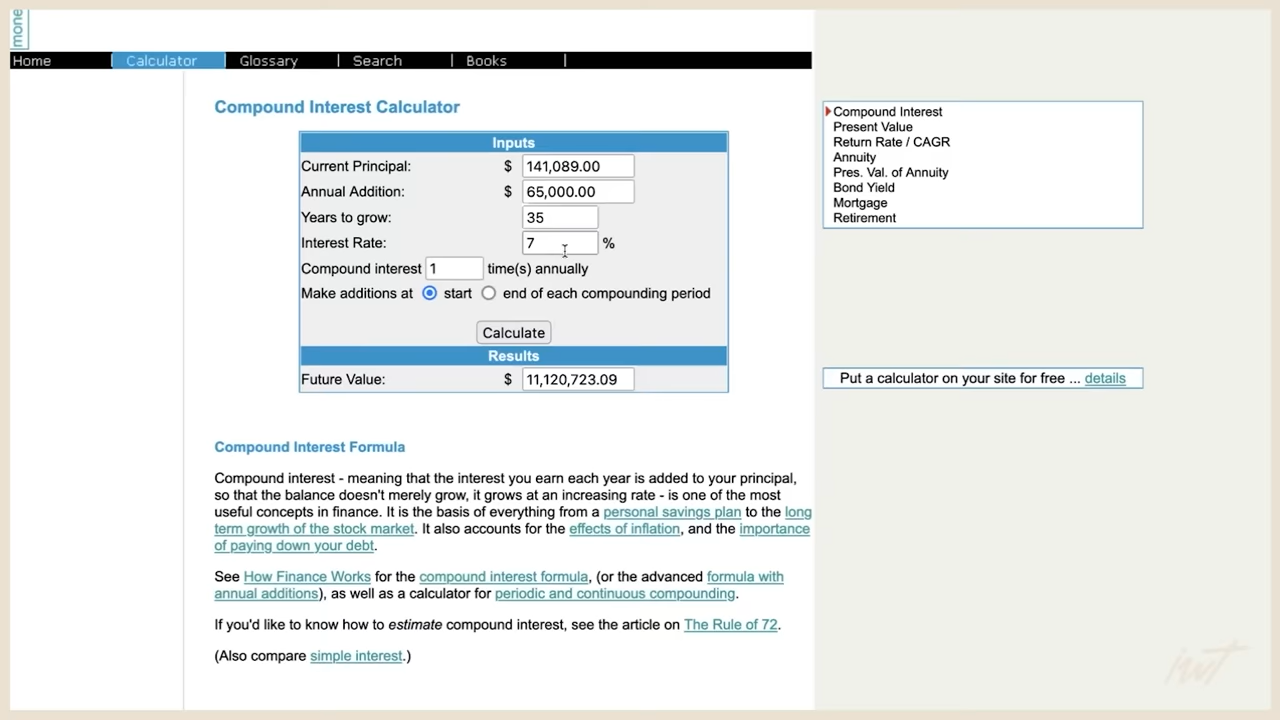 mone
Home | Calculator | Glossary | Search | Books |
Compound Interest Calculator
Inputs
Current Principal: $ 141,089.00
Annual Addition: $ 65,000.00
Years to grow: 35
Interest Rate: 7 %
Compound interest 1 time(s) annually
Make additions at start end of each compounding period
Calculate
Results
Future Value: $ 11,120,723.09
Compound Interest Formula
Compound interest - meaning that the interest you earn each year is added to your principal,
so that the balance doesn't merely grow, it grows at an increasing rate - is one of the most
useful concepts in finance. It is the basis of everything from a personal savings plan to the long
term growth of the stock market. It also accounts for the effects of inflation, and the importance
of paying down your debt.
See How Finance Works for the compound interest formula, (or the advanced formula with
annual additions), as well as a calculator for periodic and continuous compounding.
If you'd like to know how to estimate compound interest, see the article on The Rule of 72.
(Also compare simple interest.)
Compound Interest
Present Value
Return Rate / CAGR
Annuity
Pres. Val. of Annuity
Bond Yield
Mortgage
Retirement
Put a calculator on your site for free ... details
iwt